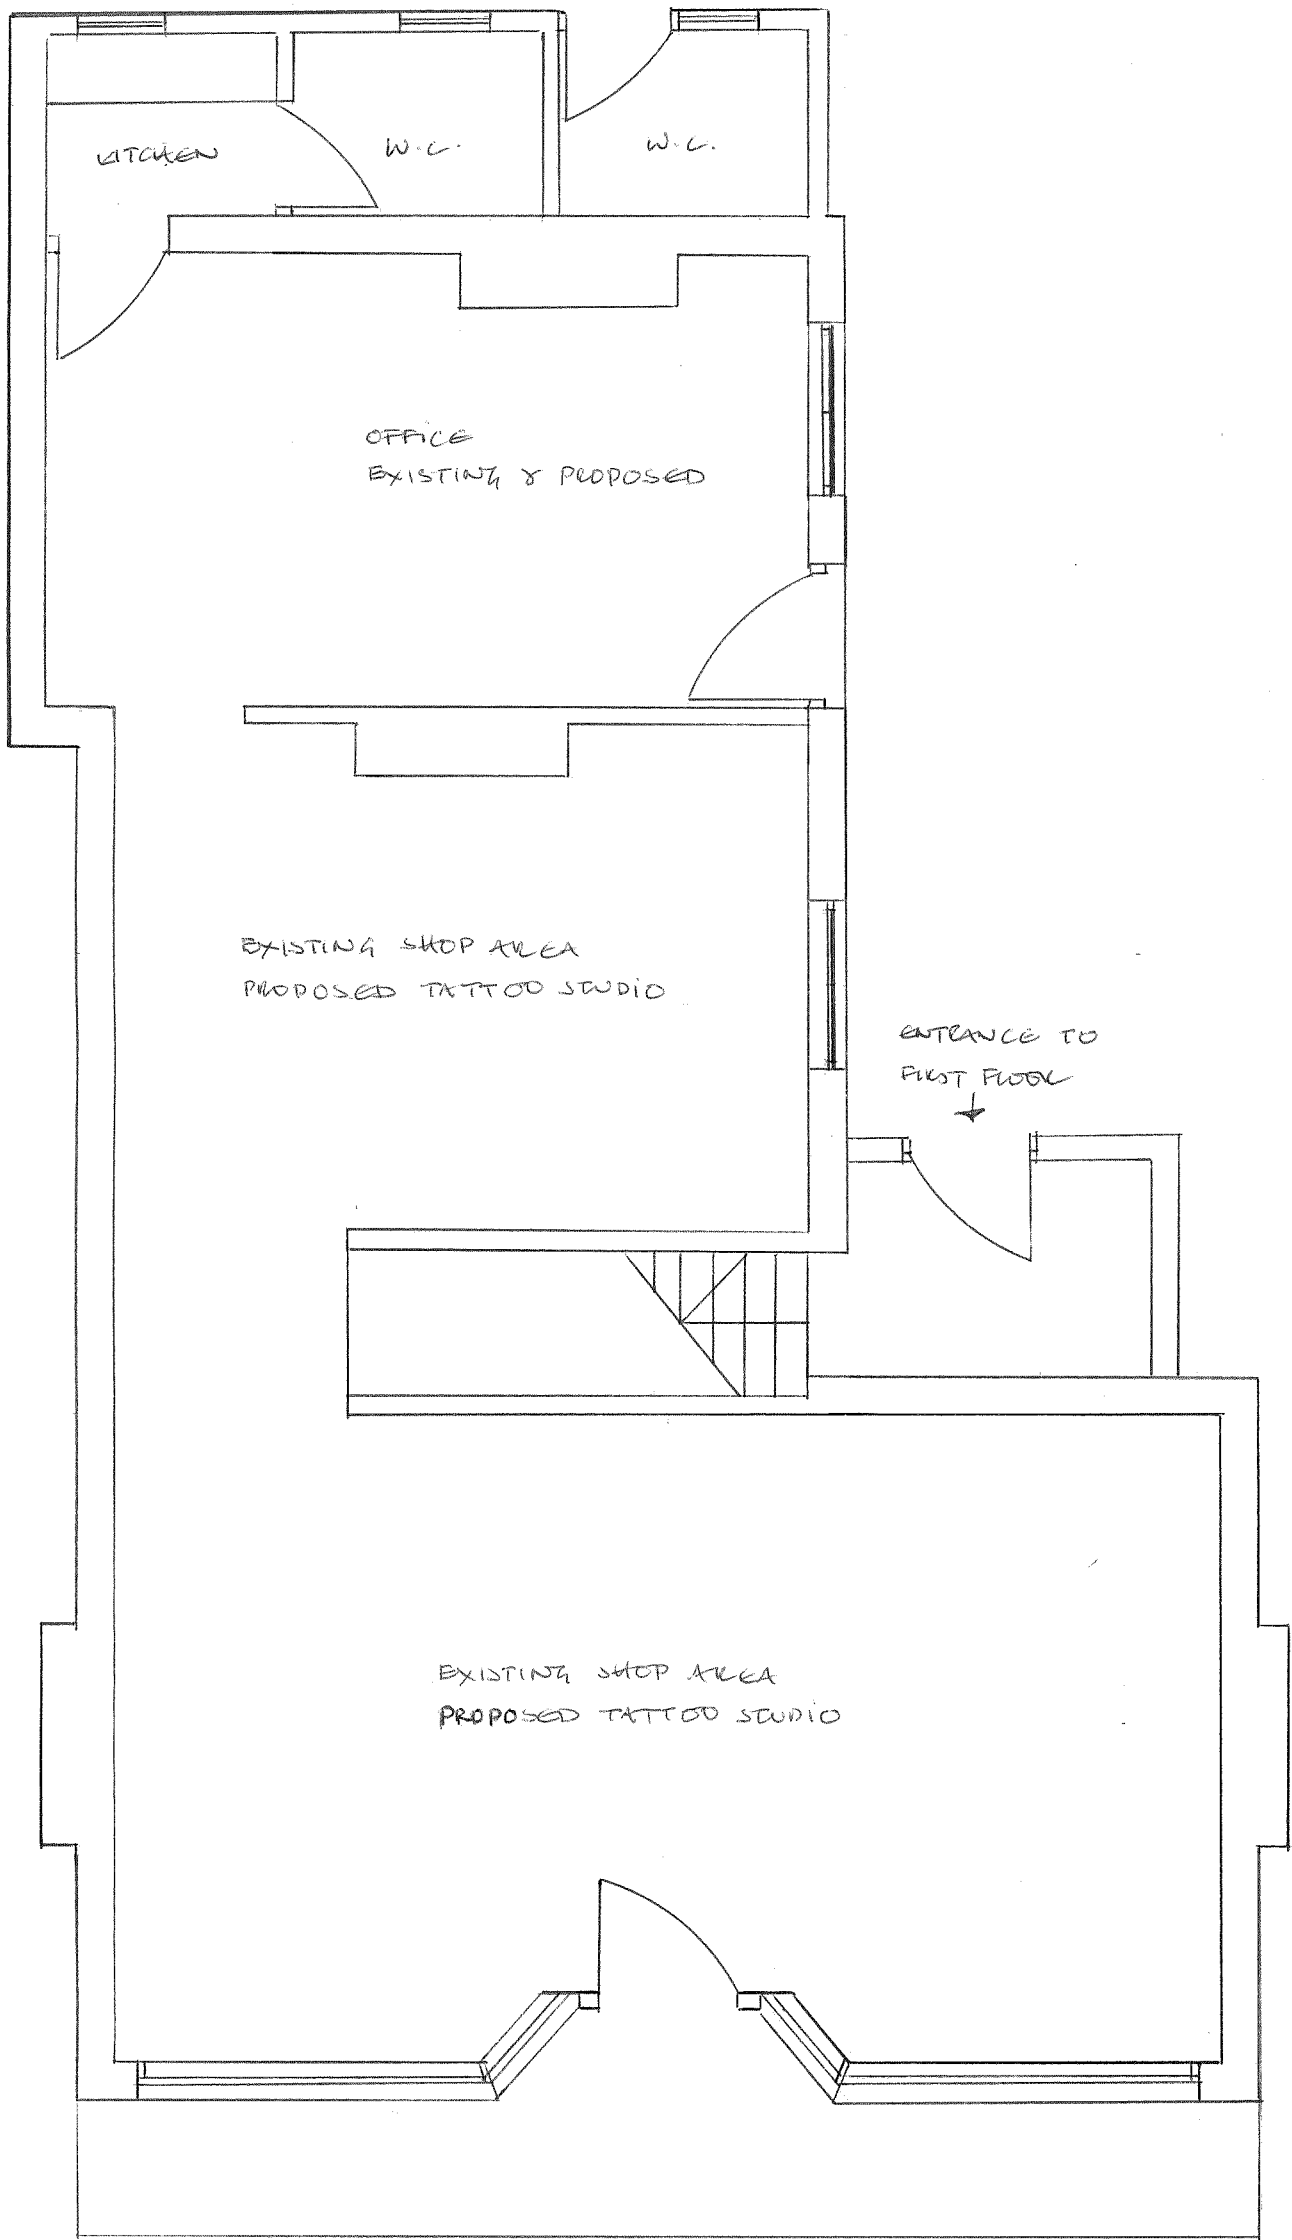 KITCHEN
W.C.
W.C.
OFFICE
EXISTING & PROPOSED
EXISTING SHOP AREA
PROPOSED TATTOO STUDIO
ENTRANCE TO
FIRST FLOOR
EXISTING SHOP AREA
PROPOSED TATTOO STUDIO